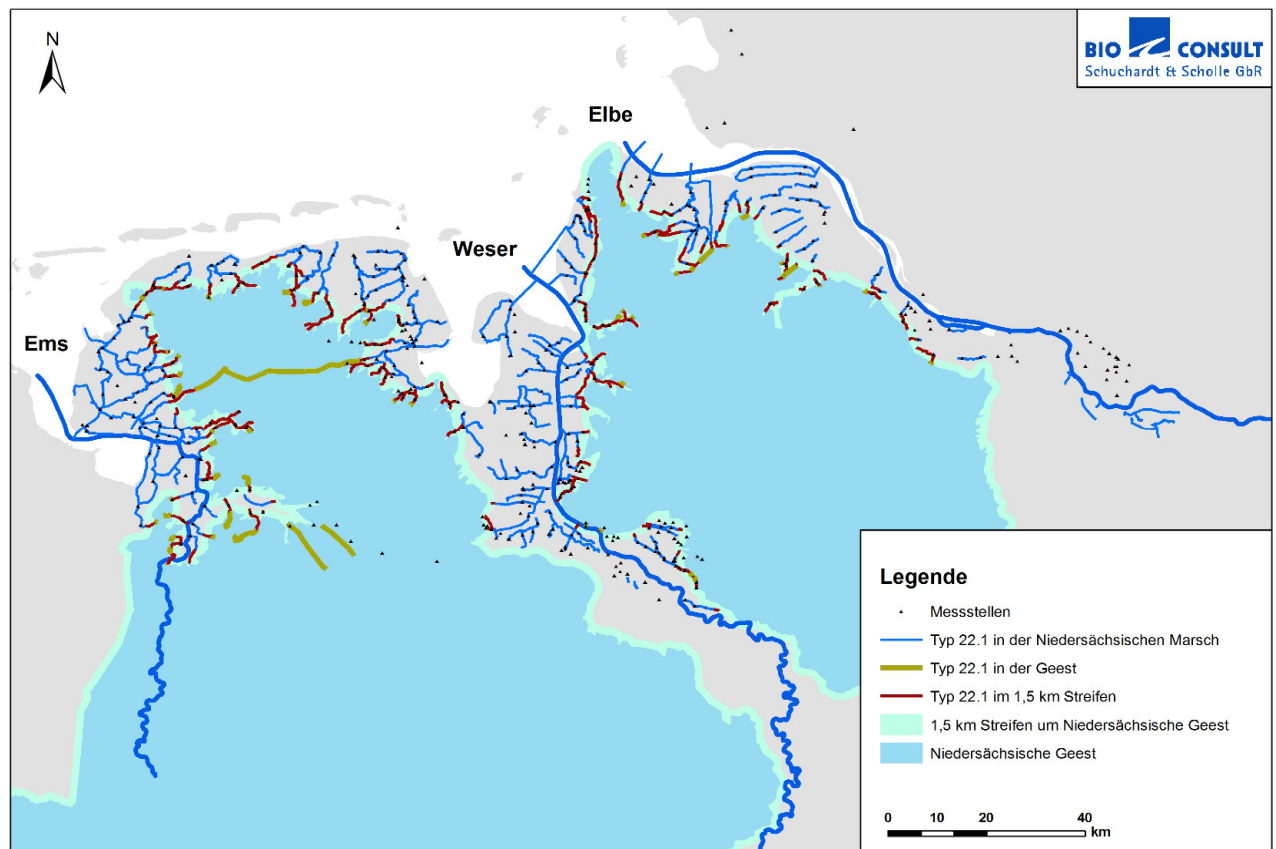 N
BIO CONSULT
Schuchardt & Scholle GbR
Elbe
Weser
Ems
Legende
Messstellen
Typ 22.1 in der Niedersächsischen Marsch
Typ 22.1 in der Geest
Typ 22.1 im 1,5 km Streifen
1,5 km Streifen um Niedersächsische Geest
Niedersächsische Geest
0 10 20 40
km